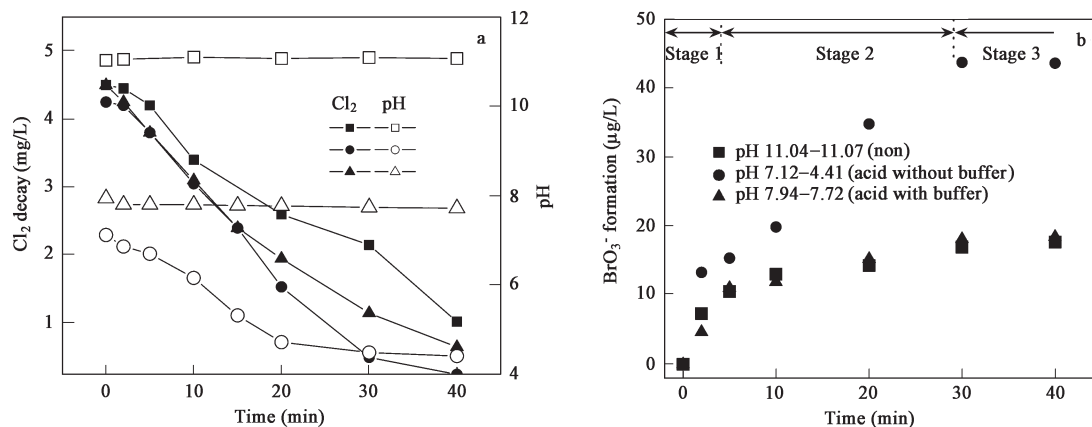 a
Cl₂ decay (mg/L)
5
4
3
2
1
12
10
8
6
4
pH
Cl₂ pH
0 10 20 30 40
Time (min)
b
Stage 1 Stage 2 Stage 3
BrO₃⁻ formation (μg/L)
50
40
30
20
10
0
pH 11.04−11.07 (non)
pH 7.12−4.41 (acid without buffer)
pH 7.94−7.72 (acid with buffer)
0 10 20 30 40
Time (min)